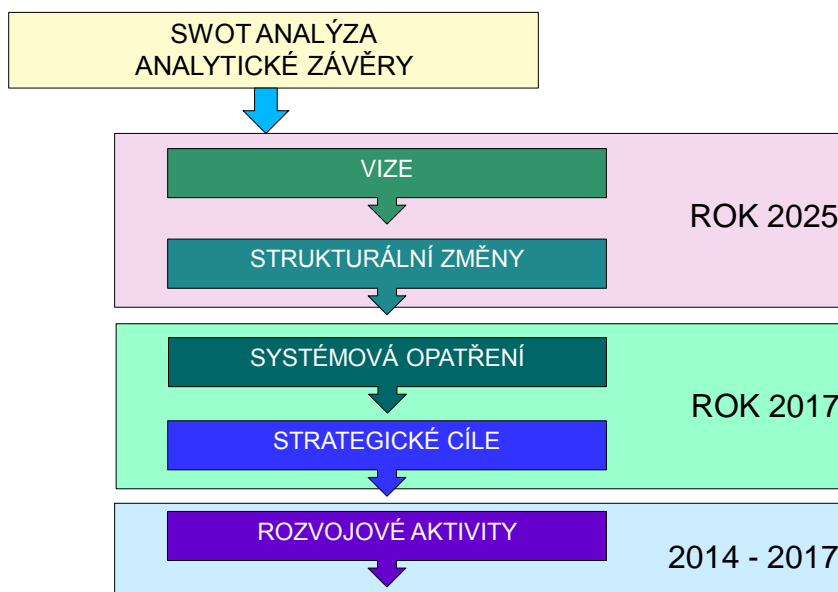 SWOT ANALÝZA
ANALYTICKÉ ZÁVĚRY
VIZE
ROK 2025
STRUKTURÁLNÍ ZMĚNY
SYSTÉMOVÁ OPATŘENÍ
ROK 2017
STRATEGICKÉ CÍLE
ROZVOJOVÉ AKTIVITY
2014 - 2017